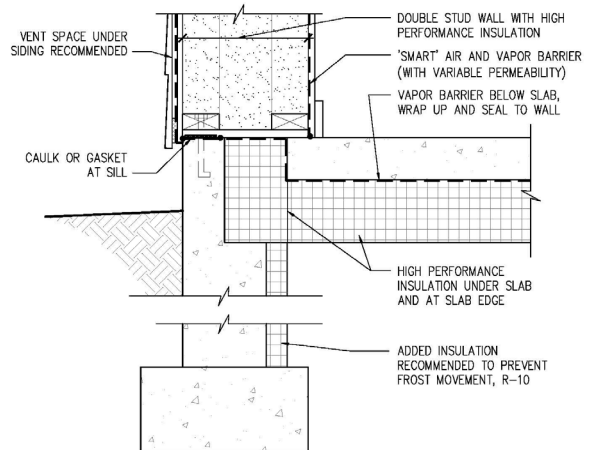 VENT SPACE UNDER
SIDING RECOMMENDED
CAULK OR GASKET
AT SILL
DOUBLE STUD WALL WITH HIGH
PERFORMANCE INSULATION
'SMART' AIR AND VAPOR BARRIER
(WITH VARIABLE PERMEABILITY)
VAPOR BARRIER BELOW SLAB,
WRAP UP AND SEAL TO WALL
HIGH PERFORMANCE
INSULATION UNDER SLAB
AND AT SLAB EDGE
ADDED INSULATION
RECOMMENDED TO PREVENT
FROST MOVEMENT, R-10